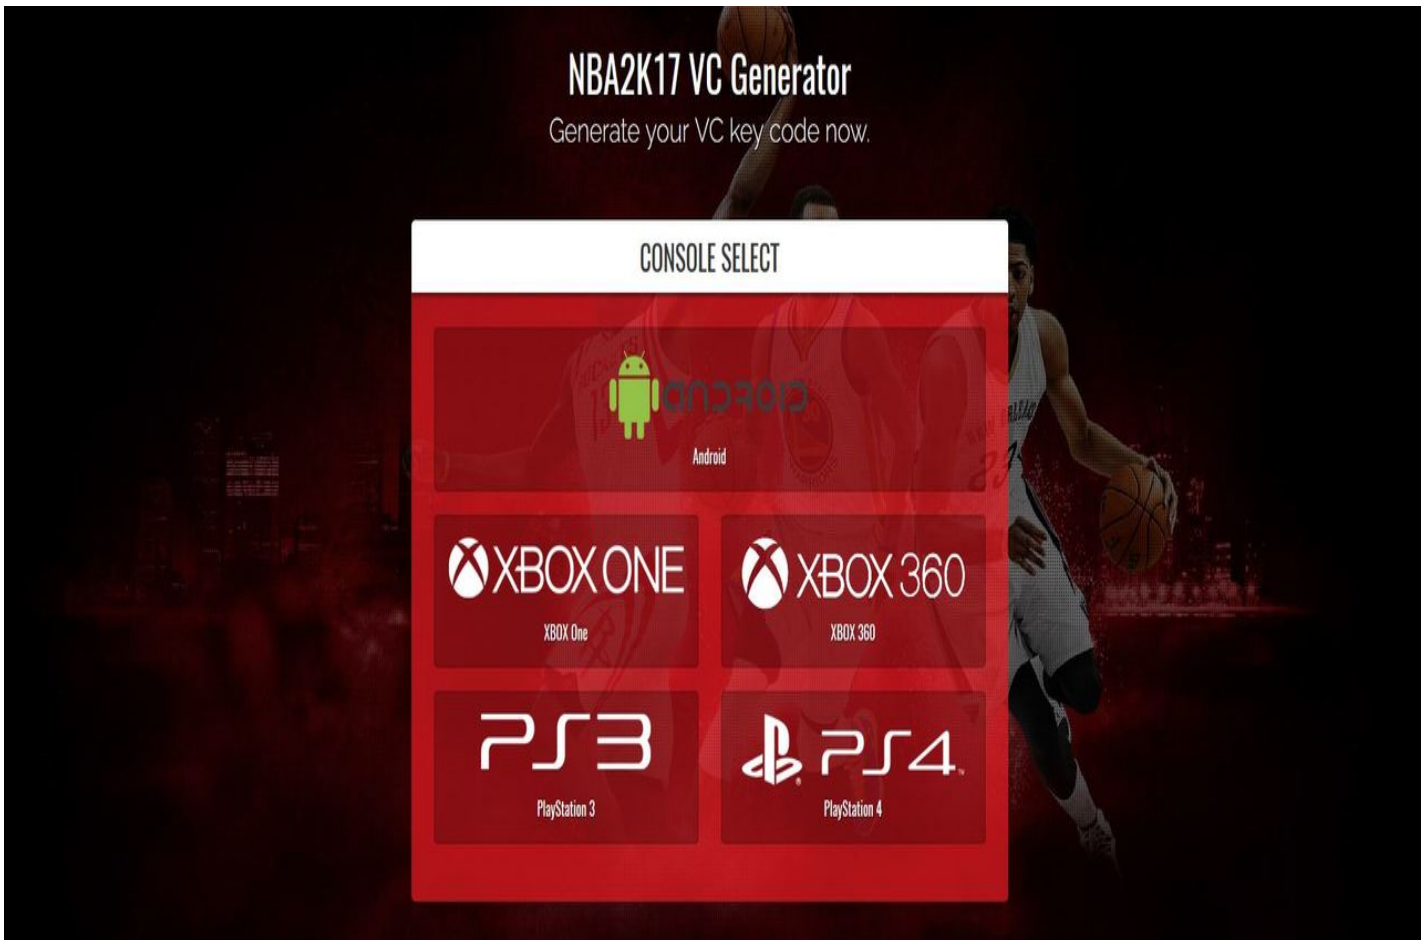 NBA2K17 VC Generator
Generate your VC key code now.
CONSOLE SELECT
ANDROID
Android
XBOX ONE
XBOX 360
XBOX One
XBOX 360
PS3
PS4
PlayStation 3
PlayStation 4
23